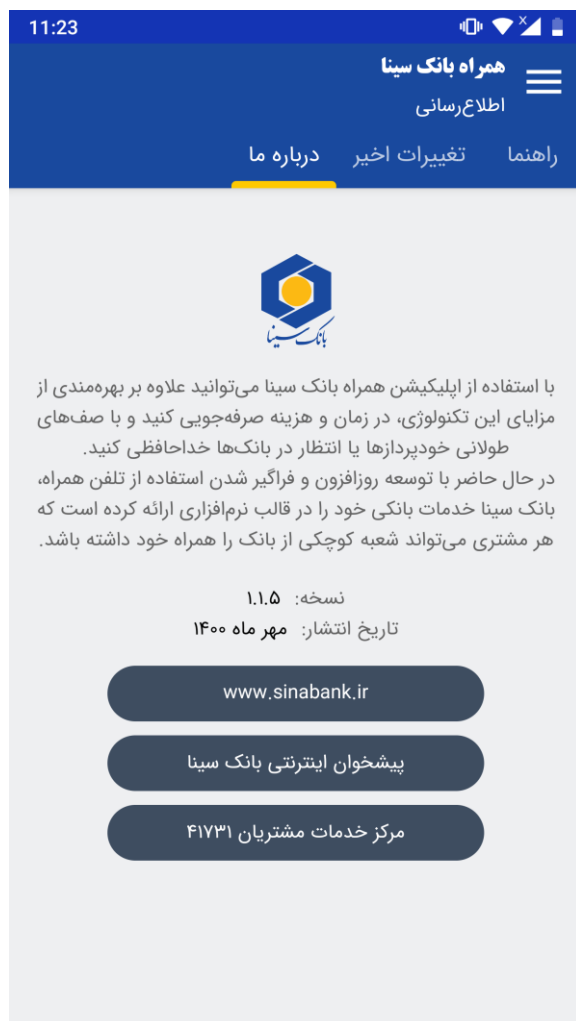 11:23
همراه بانک سینا
اطلاع‌رسانی
راهنما
تغییرات اخیر
درباره ما
بانک سینا
با استفاده از اپلیکیشن همراه بانک سینا می‌توانید علاوه بر بهره‌مندی از
مزایای این تکنولوژی، در زمان و هزینه صرفه‌جویی کنید و با صف‌های
طولانی خودپردازها یا انتظار در بانک‌ها خداحافظی کنید.
در حال حاضر با توسعه روزافزون و فراگیر شدن استفاده از تلفن همراه،
بانک سینا خدمات بانکی خود را در قالب نرم‌افزاری ارائه کرده است که
هر مشتری می‌تواند شعبه کوچکی از بانک را همراه خود داشته باشد.
نسخه: ۱.۱.۵
تاریخ انتشار: مهر ماه ۱۴۰۰
www.sinabank.ir
پیشخوان اینترنتی بانک سینا
مرکز خدمات مشتریان ۴۱۷۳۱